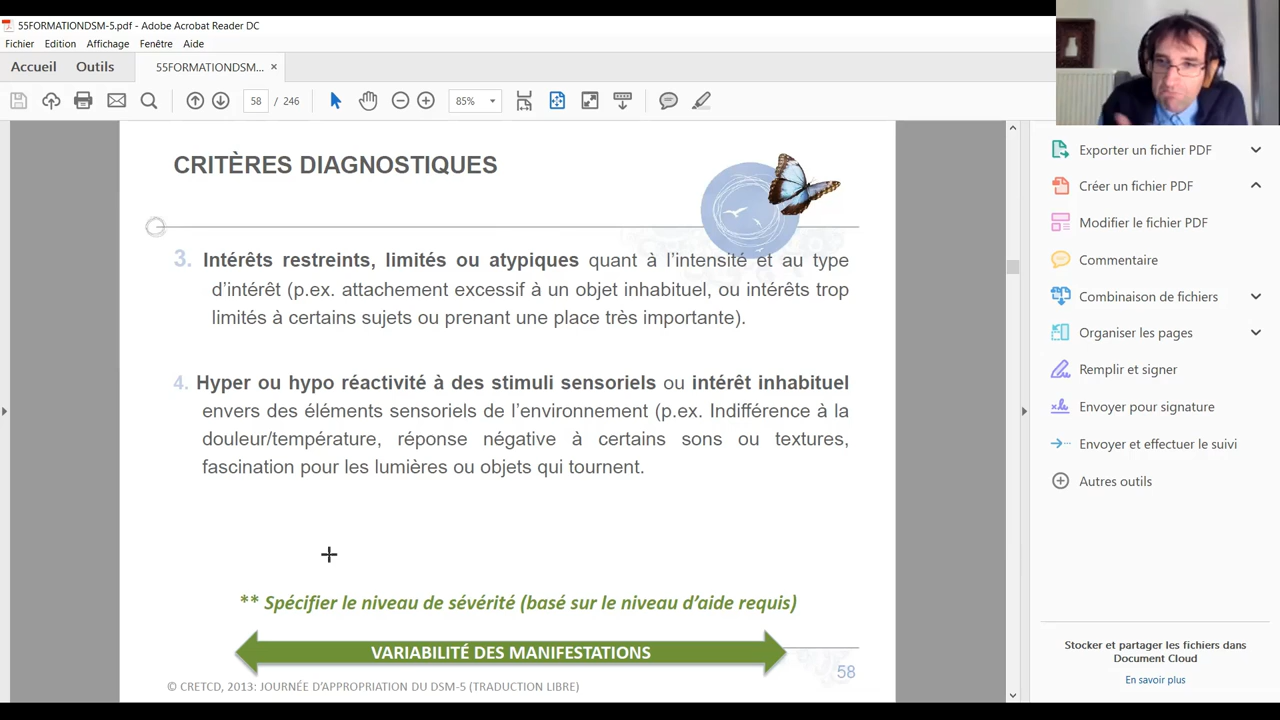 55FORMATIONDSM-5.pdf - Adobe Acrobat Reader DC
Fichier Edition Affichage Fenêtre Aide
Accueil Outils 55FORMATIONDSM... ×
58 / 246 85%
CRITÈRES DIAGNOSTIQUES
3. Intérêts restreints, limités ou atypiques quant à l'intensité et au type
d'intérêt (p.ex. attachement excessif à un objet inhabituel, ou intérêts trop
limités à certains sujets ou prenant une place très importante).
4. Hyper ou hypo réactivité à des stimuli sensoriels ou intérêt inhabituel
envers des éléments sensoriels de l'environnement (p.ex. Indifférence à la
douleur/température, réponse négative à certains sons ou textures,
fascination pour les lumières ou objets qui tournent.
** Spécifier le niveau de sévérité (basé sur le niveau d'aide requis)
VARIABILITÉ DES MANIFESTATIONS
58
© CRETCD, 2013: JOURNÉE D'APPROPRIATION DU DSM-5 (TRADUCTION LIBRE)
Exporter un fichier PDF
Créer un fichier PDF
Modifier le fichier PDF
Commentaire
Combinaison de fichiers
Organiser les pages
Remplir et signer
Envoyer pour signature
Envoyer et effectuer le suivi
Autres outils
Stocker et partager les fichiers dans
Document Cloud
En savoir plus